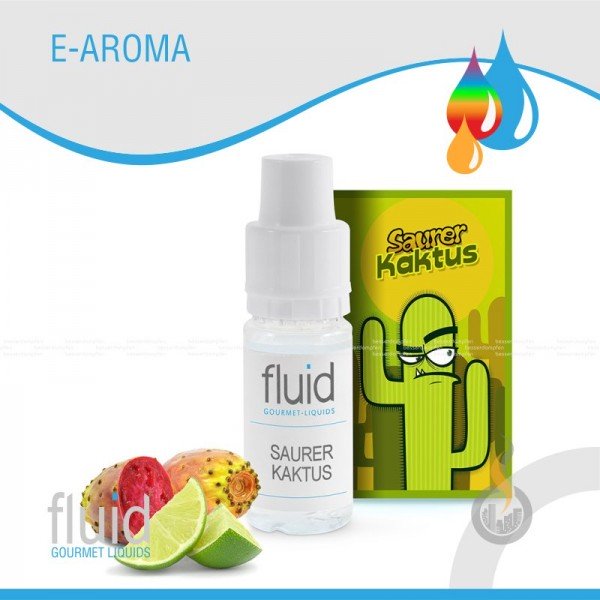 E-AROMA
Saurer
Kaktus
fluid
GOURMET-LIQUIDS
SAURER
KAKTUS
fluid
GOURMET LIQUIDS